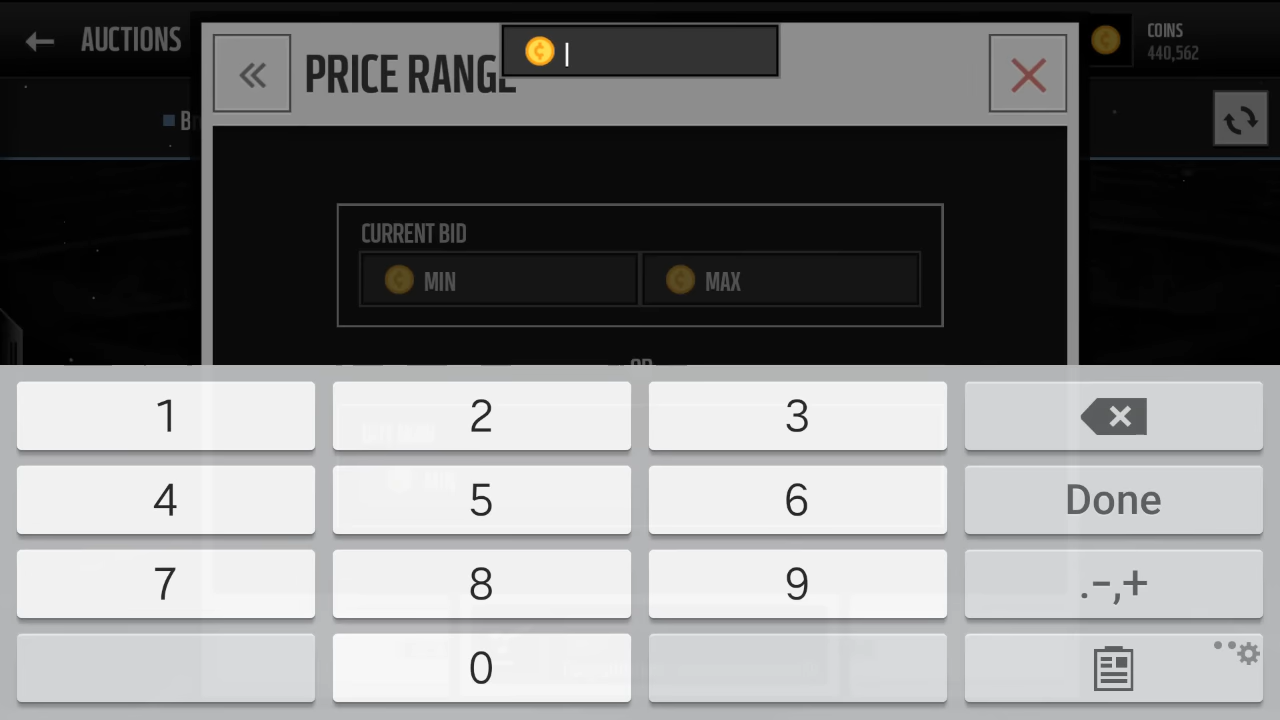 AUCTIONS
PRICE RANGE
COINS
440,562
B
CURRENT BID
MIN
MAX
OR
1
2
3
4
5
6
Done
7
8
9
.-,+
0